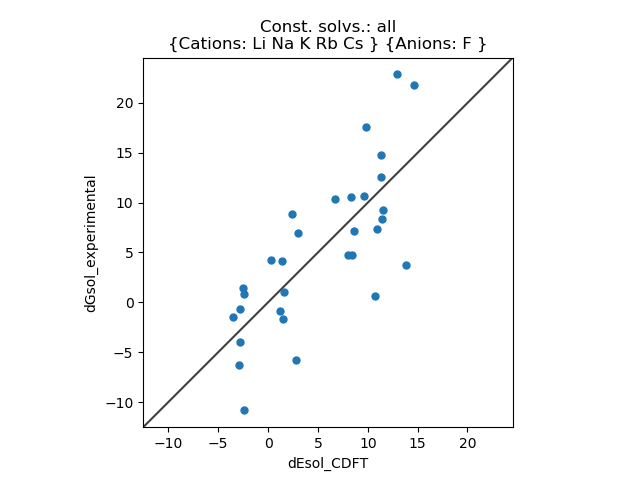 Const. solvs.: all
{Cations: Li Na K Rb Cs } {Anions: F }
dGsol_experimental
20
15
10
5
0
−5
−10
−10 −5 0 5 10 15 20
dEsol_CDFT